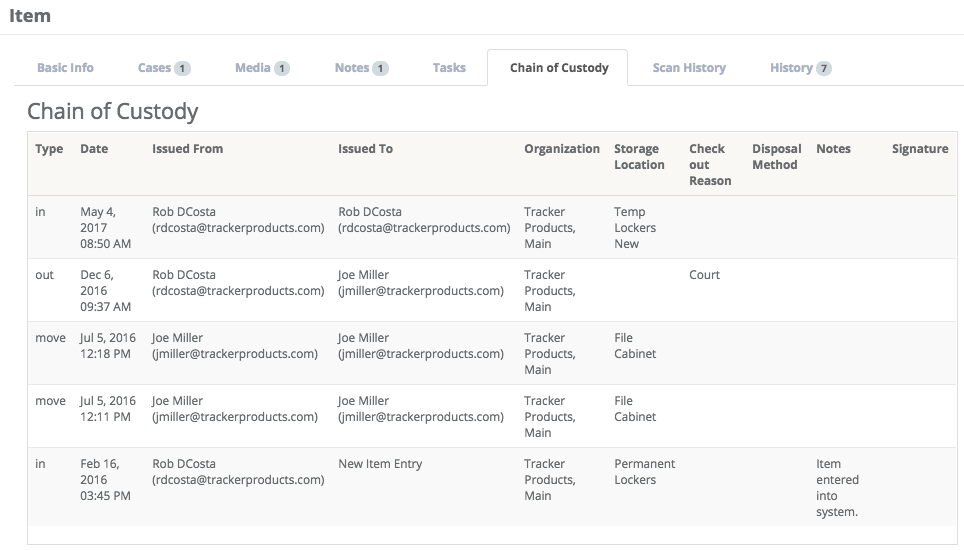 Item
Basic Info Cases 1 Media 1 Notes 1 Tasks Chain of Custody Scan History History 7
Chain of Custody
Type Date Issued From Issued To Organization Storage Check Disposal Notes Signature
Location out Method
Reason
in May 4, Rob DCosta Rob DCosta Tracker Temp
2017 (rdcosta@trackerproducts.com) (rdcosta@trackerproducts.com) Products, Lockers
08:50 AM Main New
out Dec 6, Rob DCosta Joe Miller Tracker Court
2016 (rdcosta@trackerproducts.com) (jmiller@trackerproducts.com) Products,
09:37 AM Main
move Jul 5, 2016 Joe Miller Joe Miller Tracker File
12:18 PM (jmiller@trackerproducts.com) (jmiller@trackerproducts.com) Products, Cabinet
Main
move Jul 5, 2016 Joe Miller Joe Miller Tracker File
12:11 PM (jmiller@trackerproducts.com) (jmiller@trackerproducts.com) Products, Cabinet
Main
in Feb 16, Rob DCosta New Item Entry Tracker Permanent Item
2016 (rdcosta@trackerproducts.com) Products, Lockers entered
03:45 PM Main into
system.